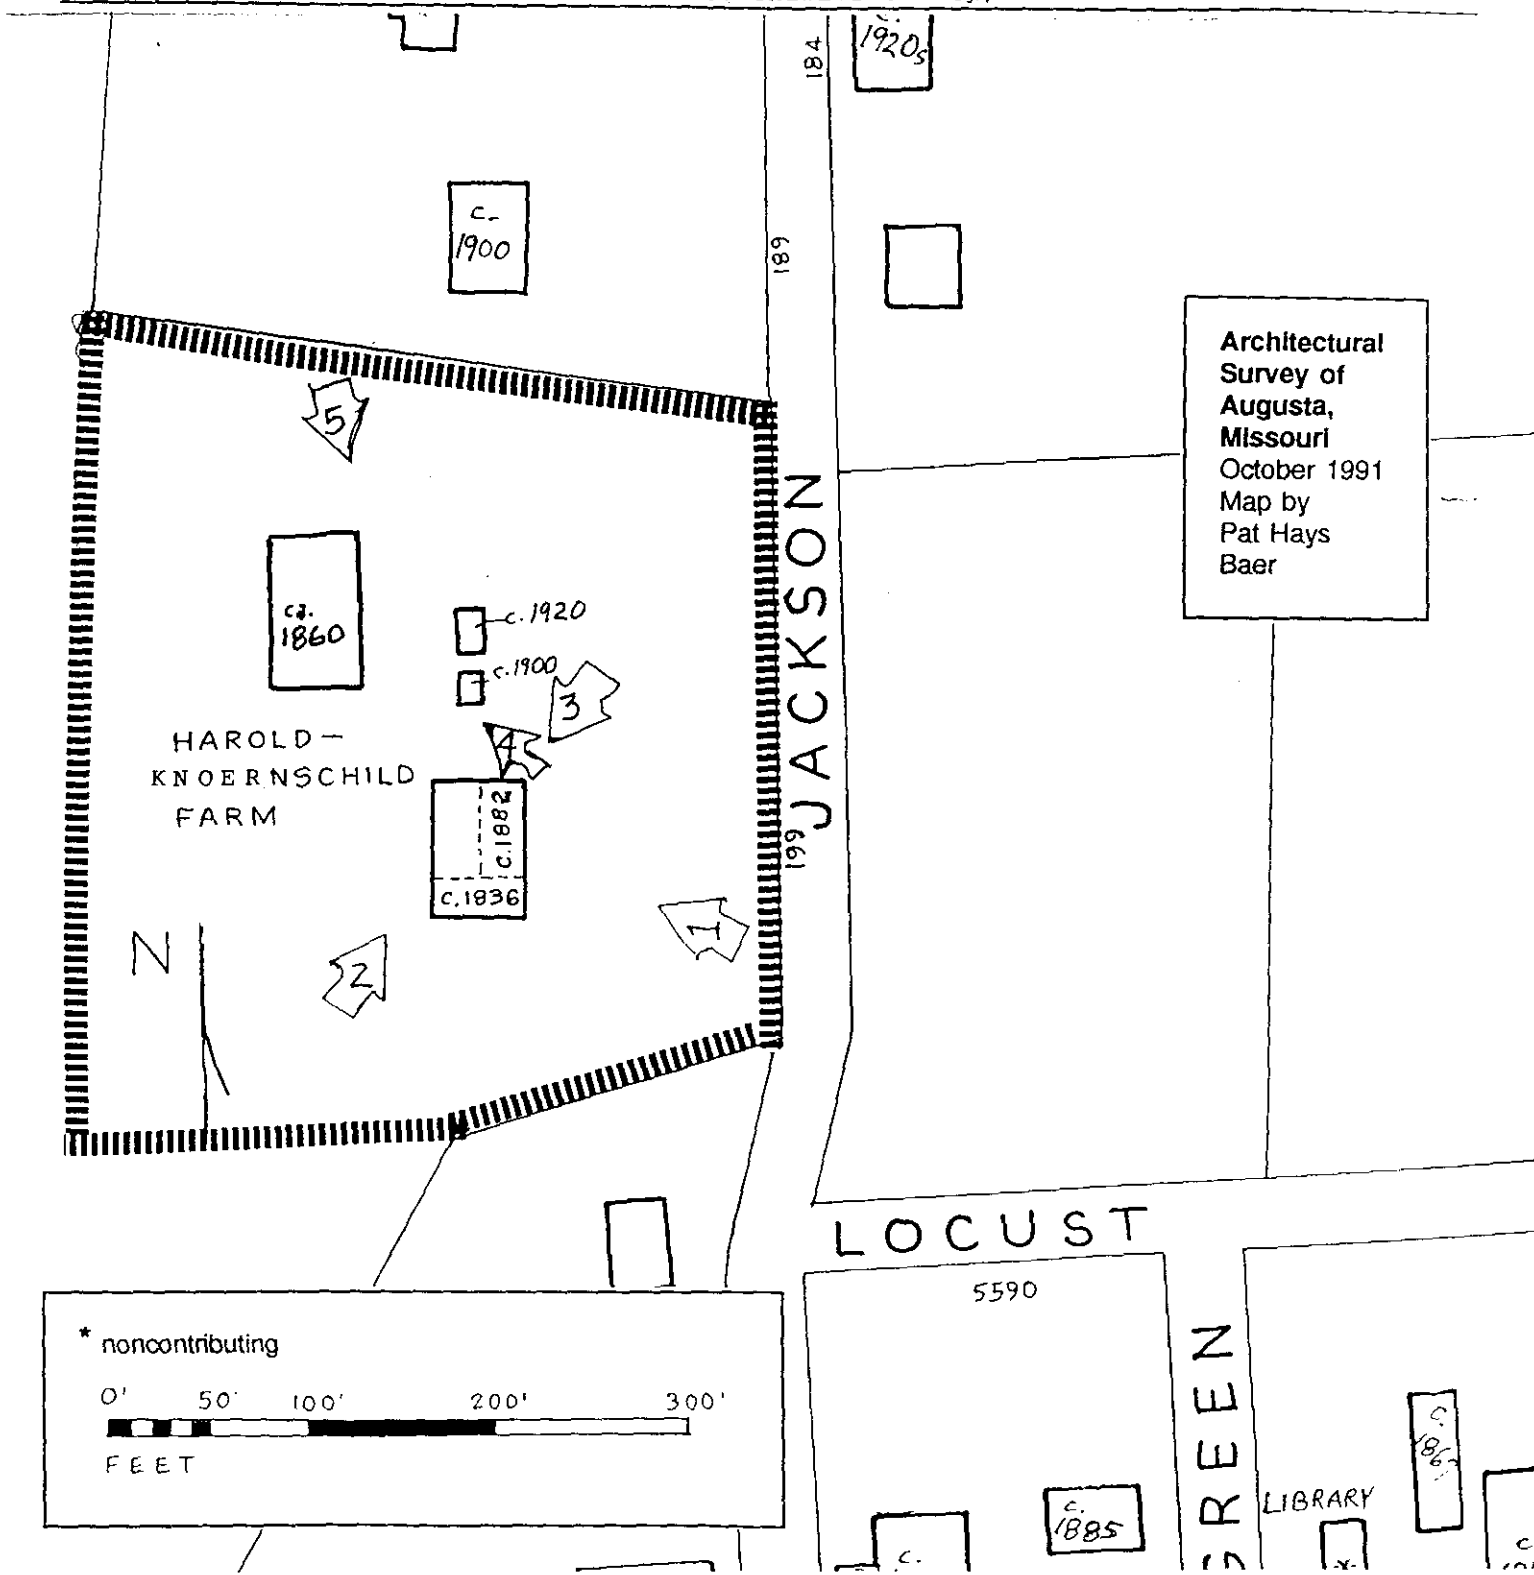 1920s
184
c.
1900
189
Architectural
Survey of
Augusta,
Missouri
October 1991
Map by
Pat Hays
Baer
5
JACKSON
ca.
1860
c. 1920
c. 1900
3
4
HAROLD-
KNOERNSCHILD
FARM
c. 1882
c. 1836
199
1
N
2
LOCUST
5590
* noncontributing
0' 50' 100' 200' 300'
FEET
GREEN
c.
LIBRARY
c.
1885
c.
*
c.